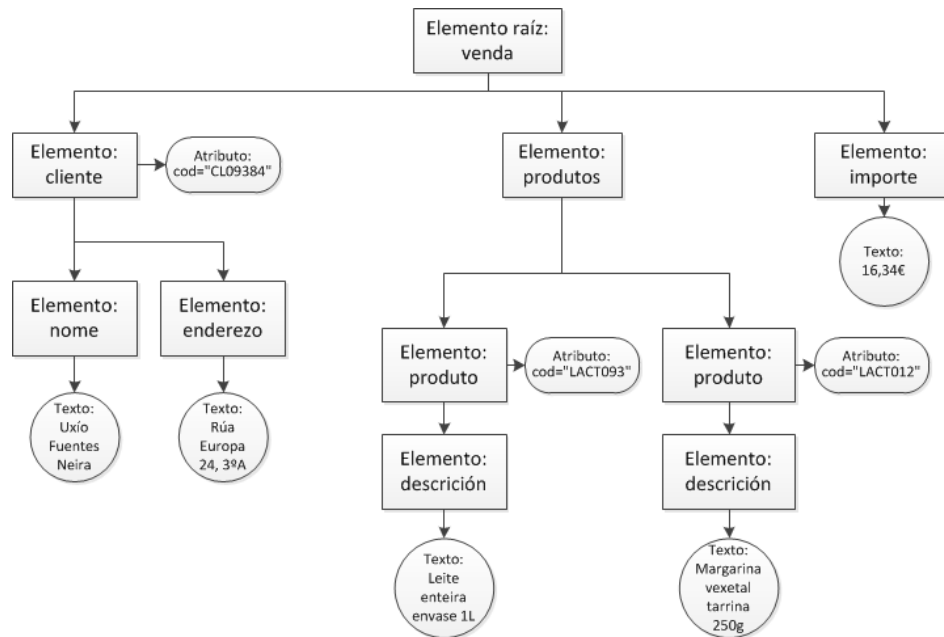 Elemento raíz:
venda
Elemento:
cliente
Atributo:
cod="CL09384"
Elemento:
produtos
Elemento:
importe
Texto:
16,34€
Elemento:
nome
Elemento:
enderezo
Elemento:
produto
Atributo:
cod="LACT093"
Elemento:
produto
Atributo:
cod="LACT012"
Texto:
Uxío
Fuentes
Neira
Texto:
Rúa
Europa
24, 3ºA
Elemento:
descrición
Elemento:
descrición
Texto:
Leite
enteira
envase 1L
Texto:
Margarina
vexetal
tarrina
250g